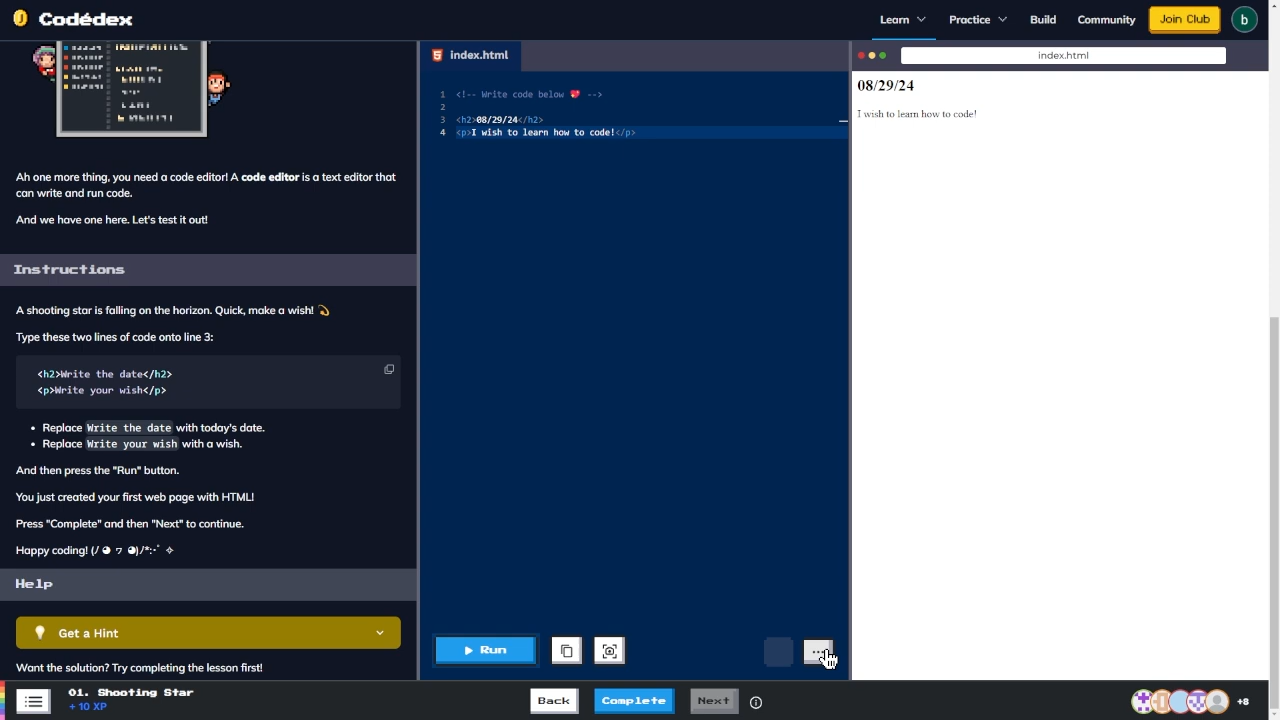 Codédex
Learn
Practice
Build
Community
Join Club
b
Ah one more thing, you need a code editor! A code editor is a text editor that
can write and run code.
And we have one here. Let's test it out!
Instructions
A shooting star is falling on the horizon. Quick, make a wish! 💫
Type these two lines of code onto line 3:
<h2>Write the date</h2>
<p>Write your wish</p>
• Replace Write the date with today's date.
• Replace Write your wish with a wish.
And then press the "Run" button.
You just created your first web page with HTML!
Press "Complete" and then "Next" to continue.
Happy coding! (/◕ヮ◕)/*:･ﾟ✧
Help
Get a Hint
Want the solution? Try completing the lesson first!
index.html
1 <!-- Write code below 💖 -->
2
3 <h2>08/29/24</h2>
4 <p>I wish to learn how to code!</p>
Run
index.html
08/29/24
I wish to learn how to code!
01. Shooting Star
+ 10 XP
Back
Complete
Next
+8